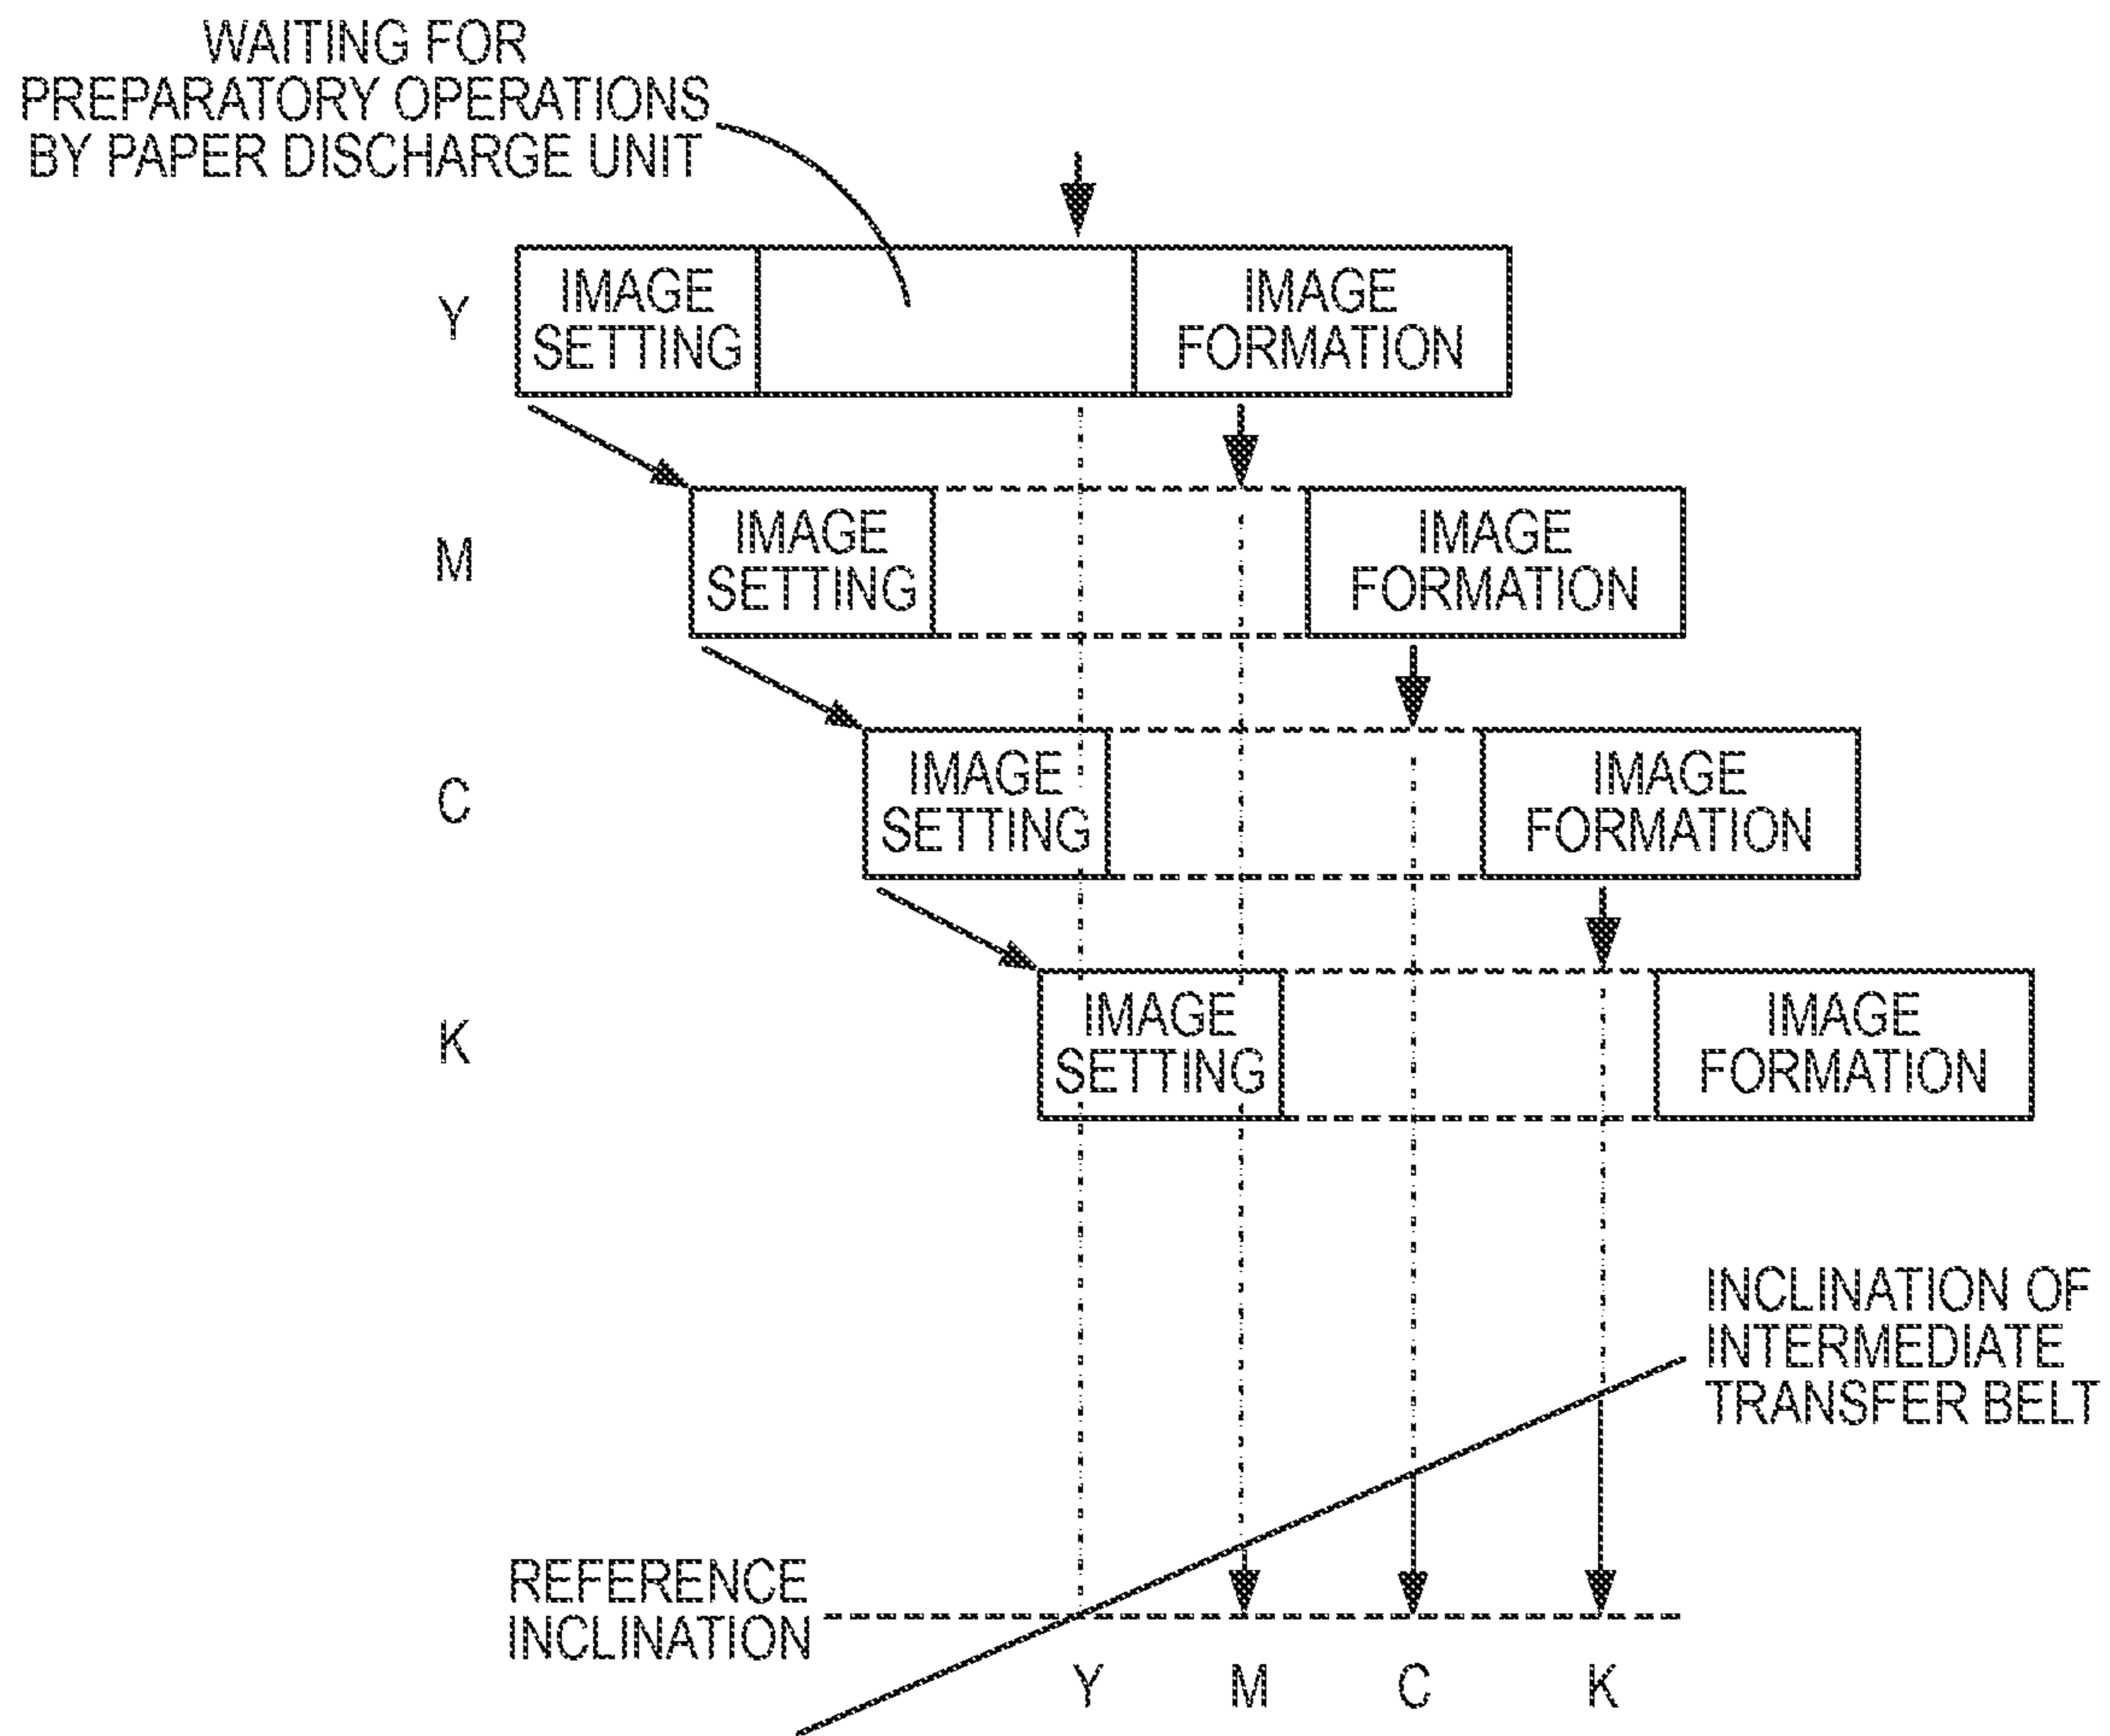 WAITING FOR
PREPARATORY OPERATIONS
BY PAPER DISCHARGE UNIT
Y
IMAGE
SETTING
IMAGE
FORMATION
M
IMAGE
SETTING
IMAGE
FORMATION
C
IMAGE
SETTING
IMAGE
FORMATION
K
IMAGE
SETTING
IMAGE
FORMATION
INCLINATION OF
INTERMEDIATE
TRANSFER BELT
REFERENCE
INCLINATION
Y M C K